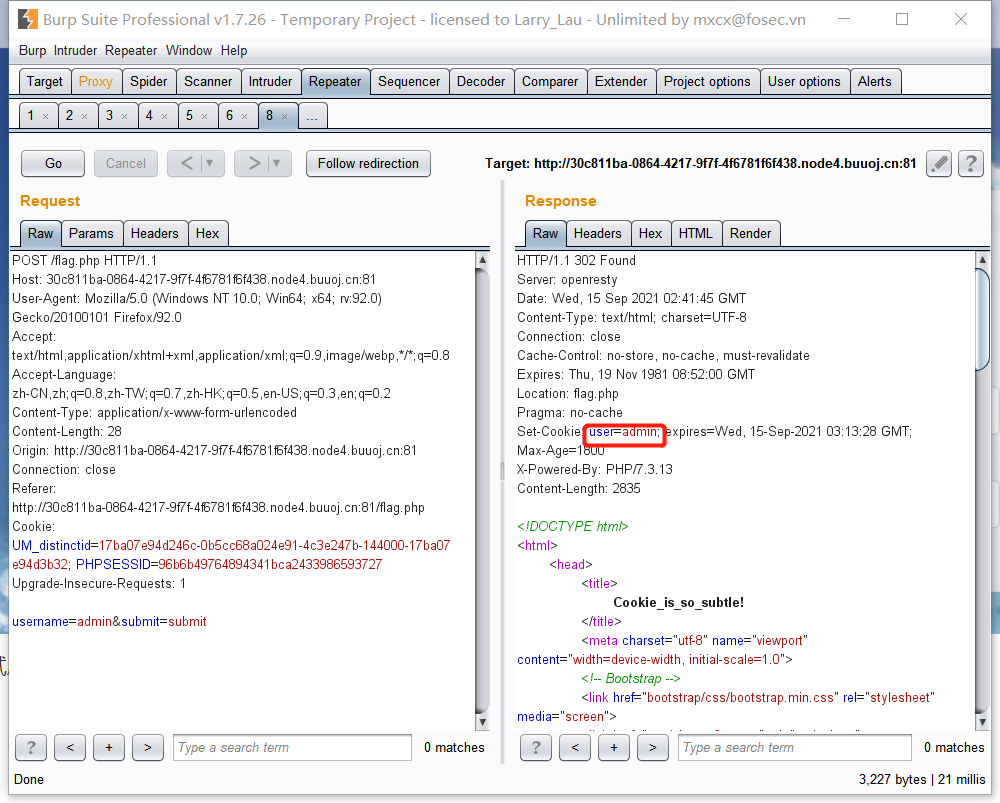 Burp Suite Professional v1.7.26 - Temporary Project - licensed to Larry_Lau - Unlimited by mxcx@fosec.vn
Burp Intruder Repeater Window Help
Target Proxy Spider Scanner Intruder Repeater Sequencer Decoder Comparer Extender Project options User options Alerts
1 × 2 × 3 × 4 × 5 × 6 × 8 × ...
Go Cancel < ▼ > ▼ Follow redirection Target: http://30c811ba-0864-4217-9f7f-4f6781f6f438.node4.buuoj.cn:81 ?
Request
Raw Params Headers Hex
POST /flag.php HTTP/1.1
Host: 30c811ba-0864-4217-9f7f-4f6781f6f438.node4.buuoj.cn:81
User-Agent: Mozilla/5.0 (Windows NT 10.0; Win64; x64; rv:92.0)
Gecko/20100101 Firefox/92.0
Accept:
text/html,application/xhtml+xml,application/xml;q=0.9,image/webp,*/*;q=0.8
Accept-Language:
zh-CN,zh;q=0.8,zh-TW;q=0.7,zh-HK;q=0.5,en-US;q=0.3,en;q=0.2
Content-Type: application/x-www-form-urlencoded
Content-Length: 28
Origin: http://30c811ba-0864-4217-9f7f-4f6781f6f438.node4.buuoj.cn:81
Connection: close
Referer:
http://30c811ba-0864-4217-9f7f-4f6781f6f438.node4.buuoj.cn:81/flag.php
Cookie:
UM_distinctid=17ba07e94d246c-0b5cc68a024e91-4c3e247b-144000-17ba07
e94d3b32; PHPSESSID=96b6b49764894341bca2433986593727
Upgrade-Insecure-Requests: 1
username=admin&submit=submit
? < + > Type a search term 0 matches
Response
Raw Headers Hex HTML Render
HTTP/1.1 302 Found
Server: openresty
Date: Wed, 15 Sep 2021 02:41:45 GMT
Content-Type: text/html; charset=UTF-8
Connection: close
Cache-Control: no-store, no-cache, must-revalidate
Expires: Thu, 19 Nov 1981 08:52:00 GMT
Location: flag.php
Pragma: no-cache
Set-Cookie: user=admin; expires=Wed, 15-Sep-2021 03:13:28 GMT;
Max-Age=1800
X-Powered-By: PHP/7.3.13
Content-Length: 2835
<!DOCTYPE html>
<html>
<head>
<title>
Cookie_is_so_subtle!
</title>
<meta charset="utf-8" name="viewport"
content="width=device-width, initial-scale=1.0">
<!-- Bootstrap -->
<link href="bootstrap/css/bootstrap.min.css" rel="stylesheet"
media="screen">
? < + > Type a search term 0 matches
Done 3,227 bytes | 21 millis